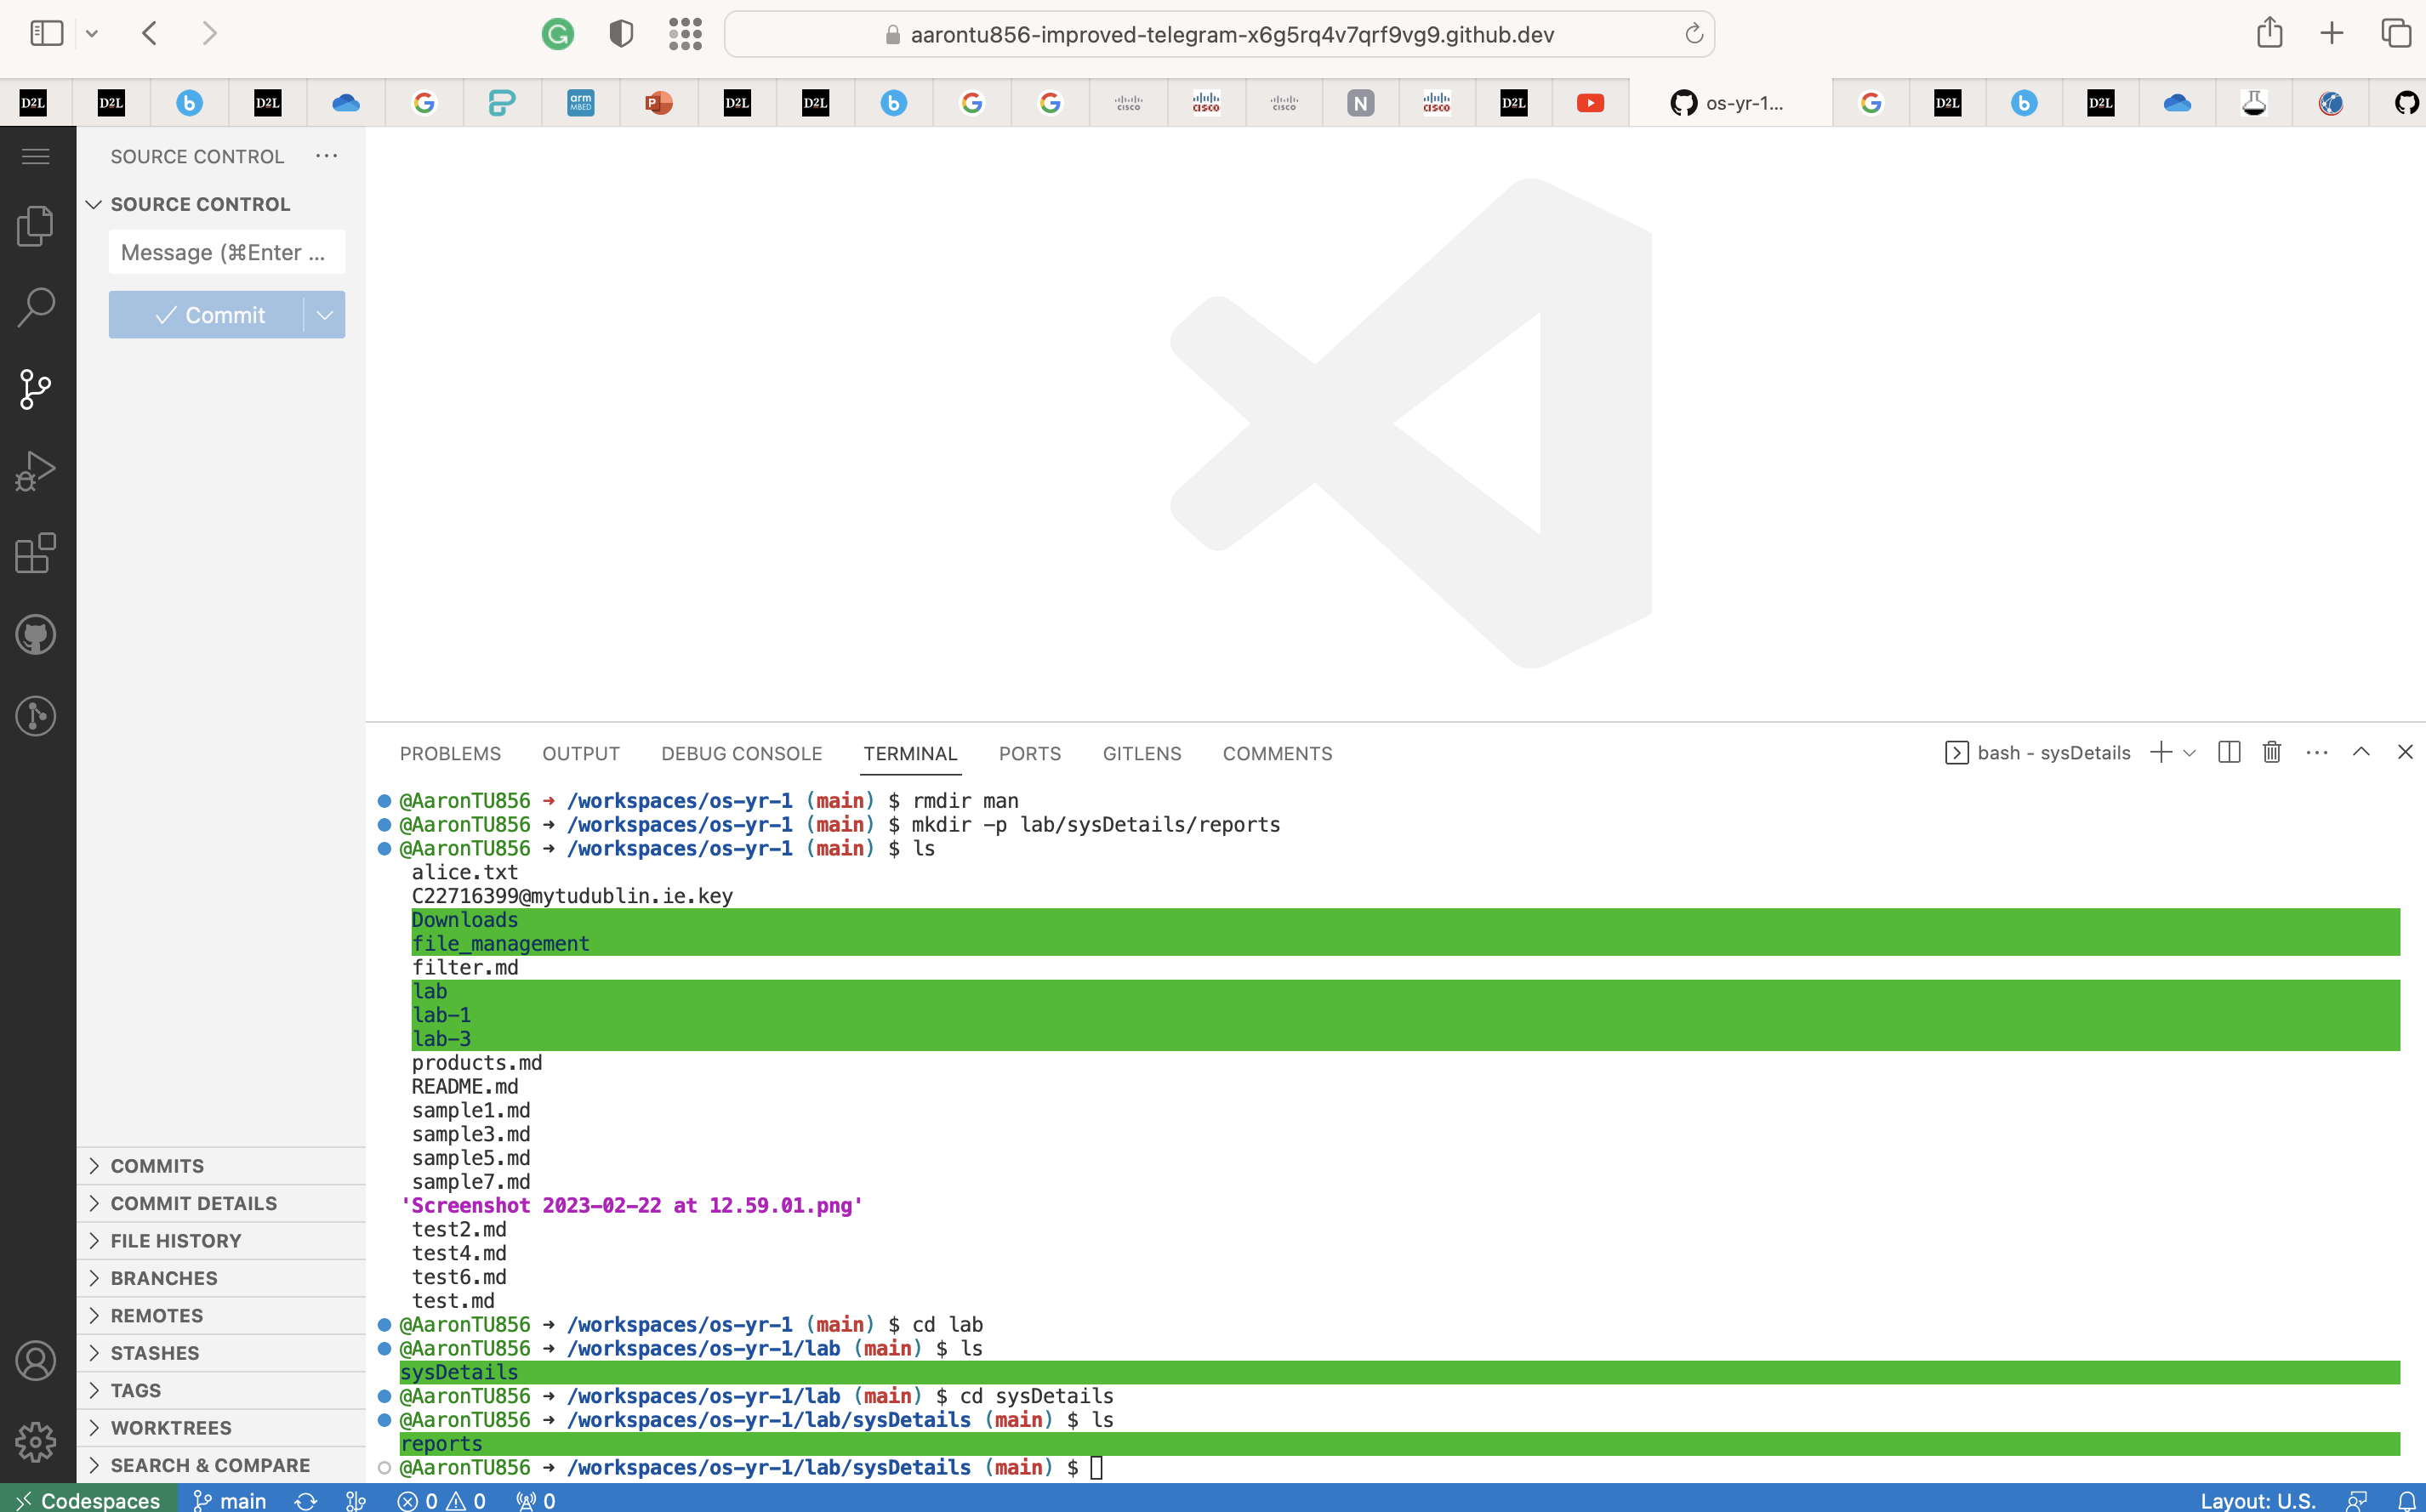 aarontu856-improved-telegram-x6g5rq4v7qrf9vg9.github.dev
D2L D2L b D2L G arm MBED P D2L D2L b G G cisco cisco cisco N cisco D2L os-yr-1... G D2L b D2L
SOURCE CONTROL ...
SOURCE CONTROL
Message (⌘Enter ...
Commit
COMMITS
COMMIT DETAILS
FILE HISTORY
BRANCHES
REMOTES
STASHES
TAGS
WORKTREES
SEARCH & COMPARE
PROBLEMS OUTPUT DEBUG CONSOLE TERMINAL PORTS GITLENS COMMENTS bash - sysDetails
@AaronTU856 → /workspaces/os-yr-1 (main) $ rmdir man
@AaronTU856 → /workspaces/os-yr-1 (main) $ mkdir -p lab/sysDetails/reports
@AaronTU856 → /workspaces/os-yr-1 (main) $ ls
alice.txt
C22716399@mytudublin.ie.key
Downloads
file_management
filter.md
lab
lab-1
lab-3
products.md
README.md
sample1.md
sample3.md
sample5.md
sample7.md
'Screenshot 2023-02-22 at 12.59.01.png'
test2.md
test4.md
test6.md
test.md
@AaronTU856 → /workspaces/os-yr-1 (main) $ cd lab
@AaronTU856 → /workspaces/os-yr-1/lab (main) $ ls
sysDetails
@AaronTU856 → /workspaces/os-yr-1/lab (main) $ cd sysDetails
@AaronTU856 → /workspaces/os-yr-1/lab/sysDetails (main) $ ls
reports
@AaronTU856 → /workspaces/os-yr-1/lab/sysDetails (main) $
Codespaces main 0 0 0 Layout: U.S.